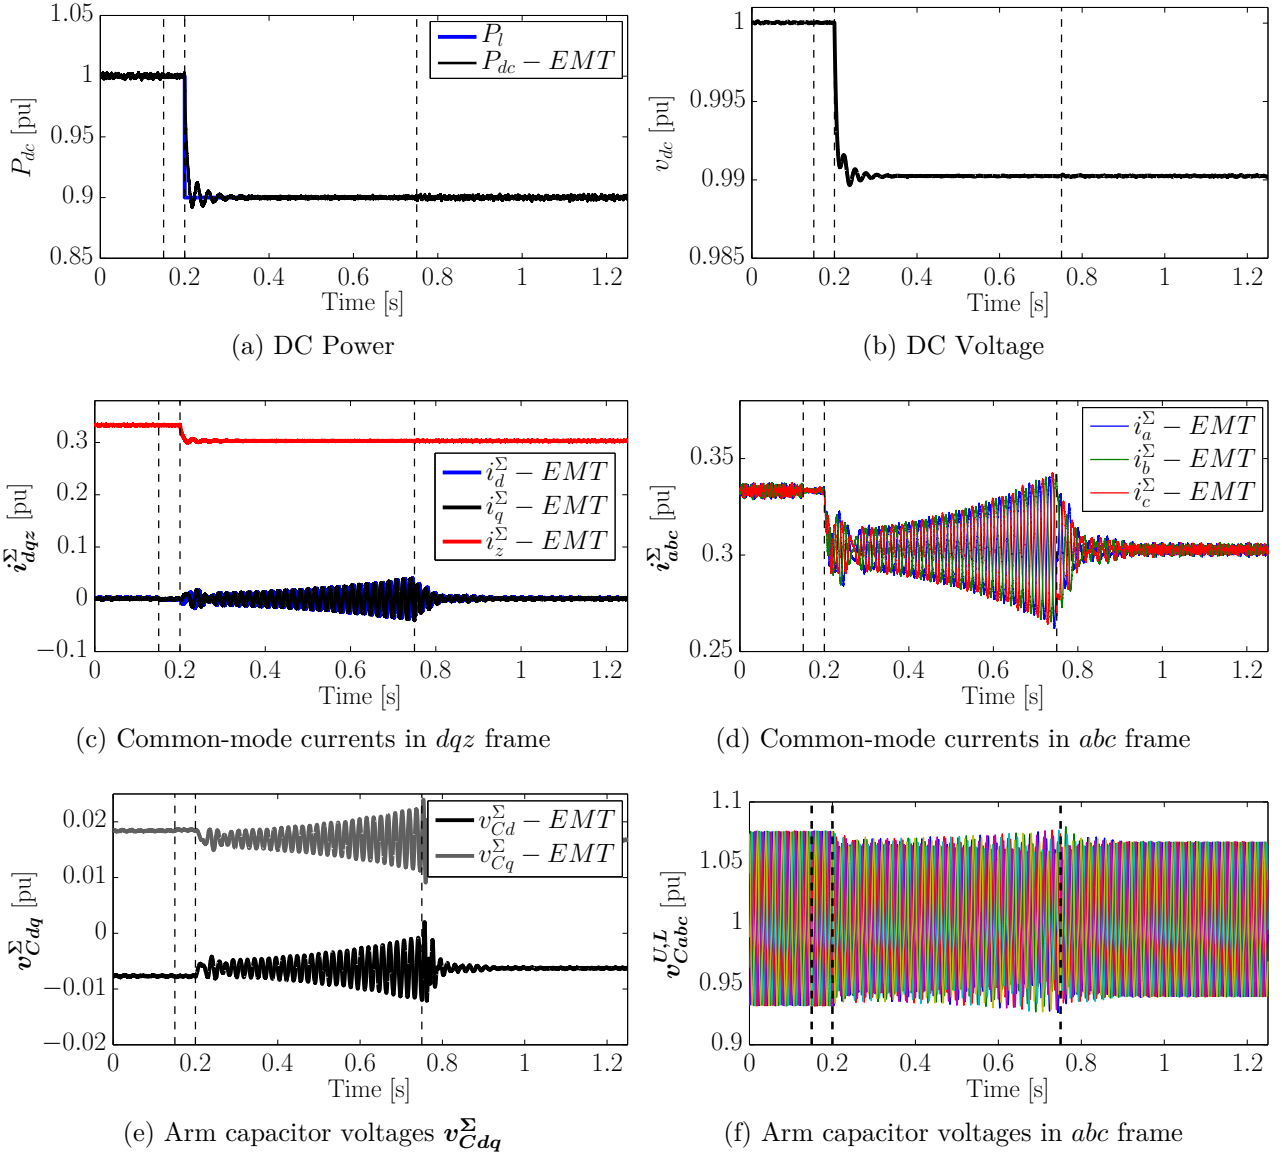 1.05
1
0.95
0.9
0.85
P_dc [pu]
P_l
P_dc − EMT
0 0.2 0.4 0.6 0.8 1 1.2
Time [s]
(a) DC Power
1
0.995
0.99
0.985
v_dc [pu]
0 0.2 0.4 0.6 0.8 1 1.2
Time [s]
(b) DC Voltage
0.3
0.2
0.1
0
−0.1
i^Σ_dqz [pu]
i^Σ_d − EMT
i^Σ_q − EMT
i^Σ_z − EMT
0 0.2 0.4 0.6 0.8 1 1.2
Time [s]
(c) Common-mode currents in dqz frame
0.35
0.3
0.25
i^Σ_abc [pu]
i^Σ_a − EMT
i^Σ_b − EMT
i^Σ_c − EMT
0 0.2 0.4 0.6 0.8 1 1.2
Time [s]
(d) Common-mode currents in abc frame
0.02
0.01
0
−0.01
−0.02
v^Σ_Cdq [pu]
v^Σ_Cd − EMT
v^Σ_Cq − EMT
0 0.2 0.4 0.6 0.8 1 1.2
Time [s]
(e) Arm capacitor voltages v^Σ_Cdq
1.1
1.05
1
0.95
0.9
v^U,L_Cabc [pu]
0 0.2 0.4 0.6 0.8 1 1.2
Time [s]
(f) Arm capacitor voltages in abc frame